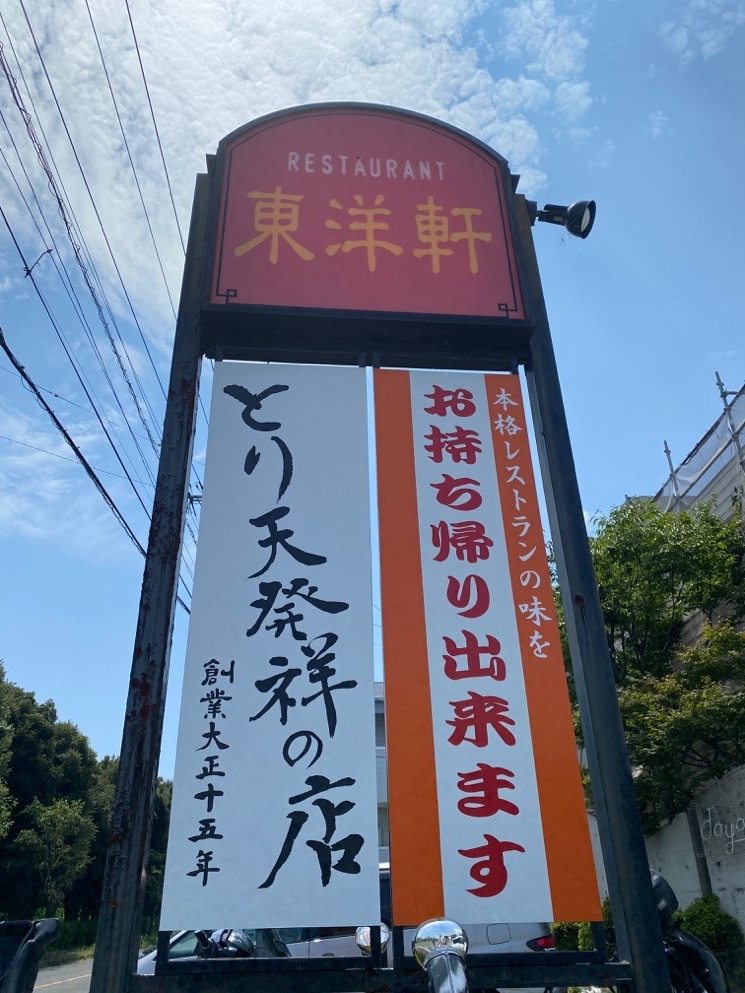 RESTAURANT
東洋軒
本格レストランの味を
お持ち帰り出来ます
とり天発祥の店
創業大正十五年